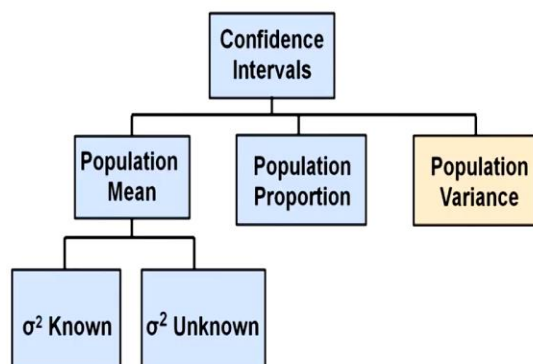 Confidence
Intervals
Population
Mean
Population
Proportion
Population
Variance
σ² Known
σ² Unknown